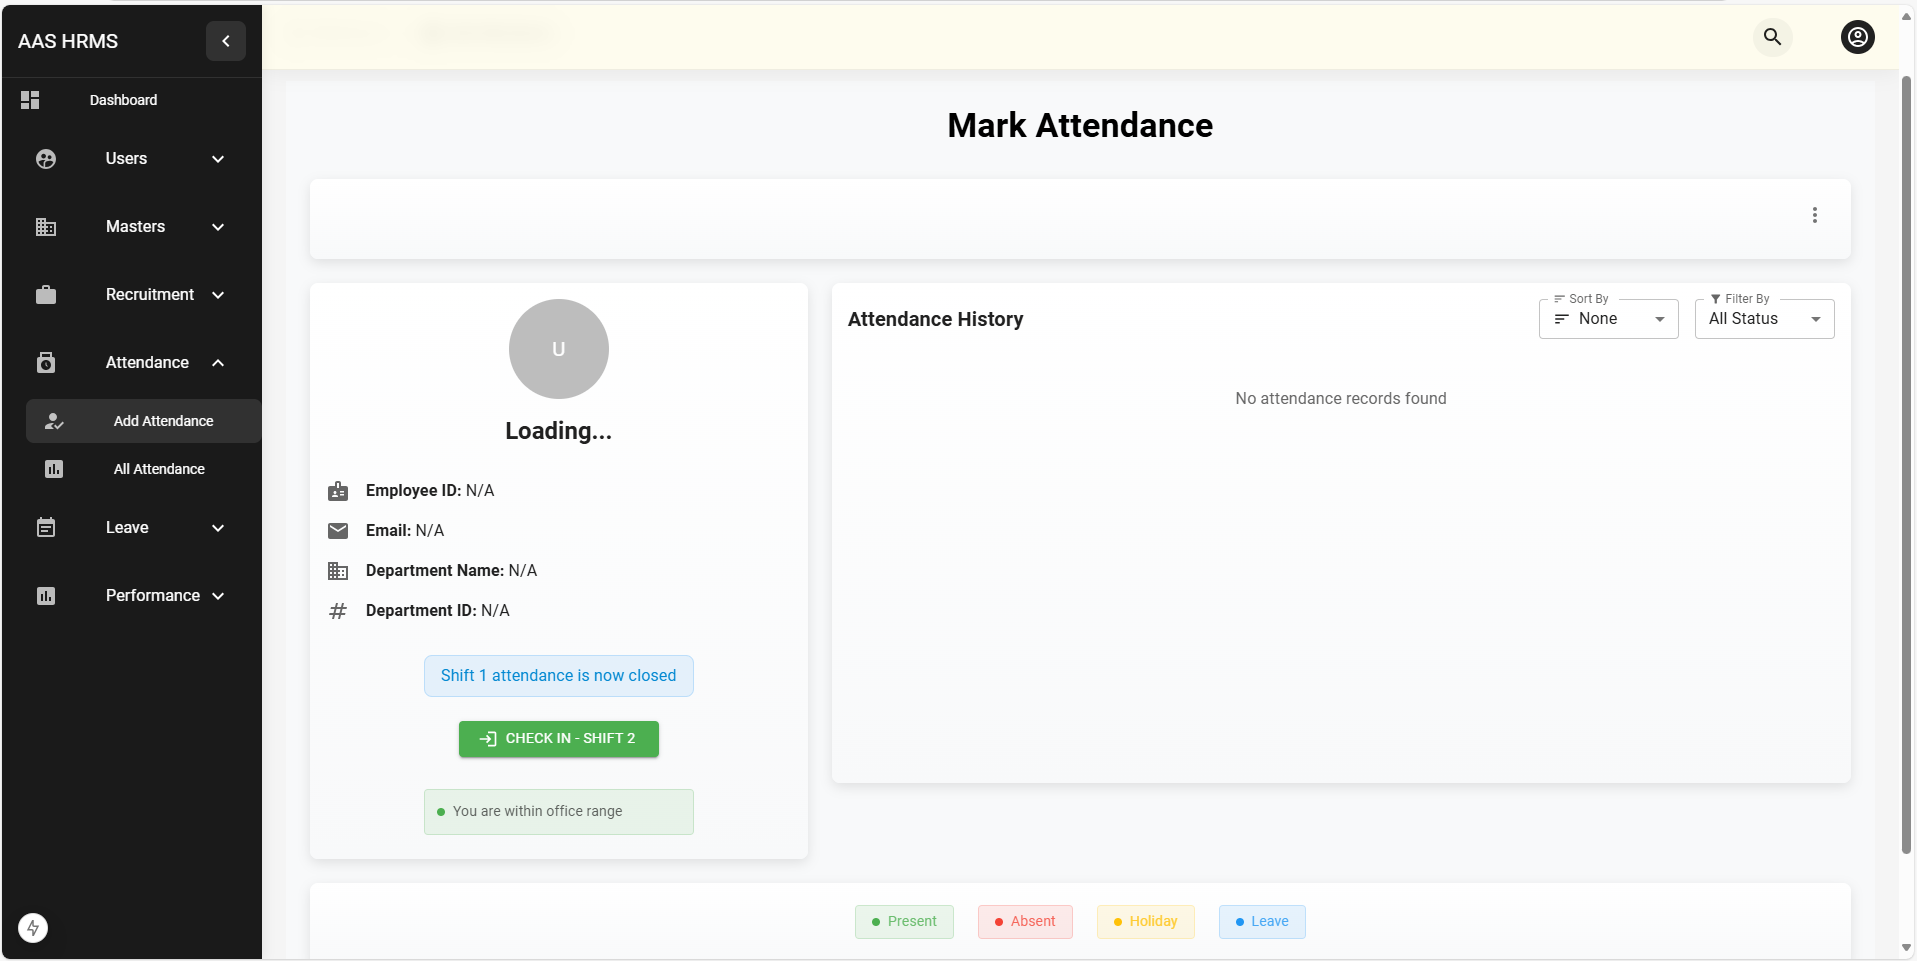 AAS HRMS
Dashboard
Users
Masters
Recruitment
Attendance
Add Attendance
All Attendance
Leave
Performance
Mark Attendance
U
Loading...
Employee ID: N/A
Email: N/A
Department Name: N/A
Department ID: N/A
Shift 1 attendance is now closed
CHECK IN - SHIFT 2
You are within office range
Attendance History
Sort By
None
Filter By
All Status
No attendance records found
Present
Absent
Holiday
Leave